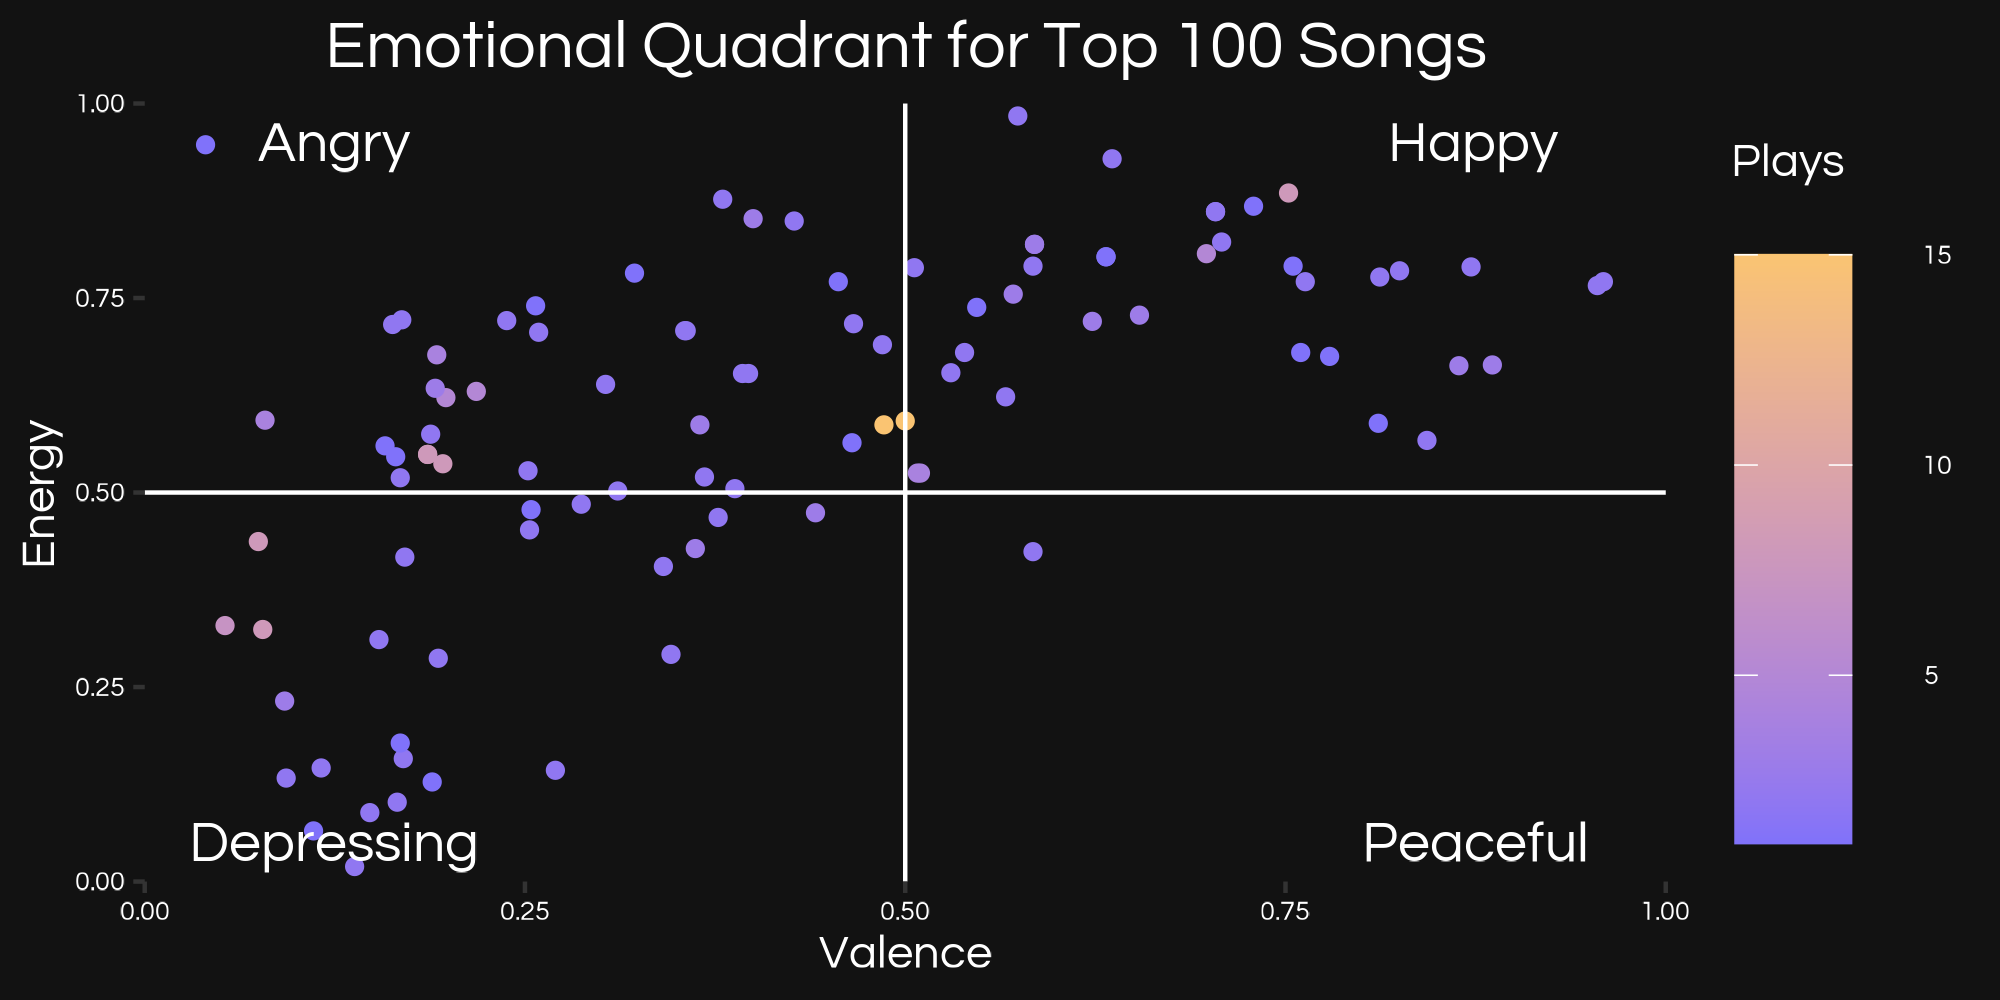 Emotional Quadrant for Top 100 Songs
1.00
Angry
Happy
Plays
15
0.75
10
Energy
0.50
5
0.25
Depressing
Peaceful
0.00
0.00
0.25
0.50
0.75
1.00
Valence